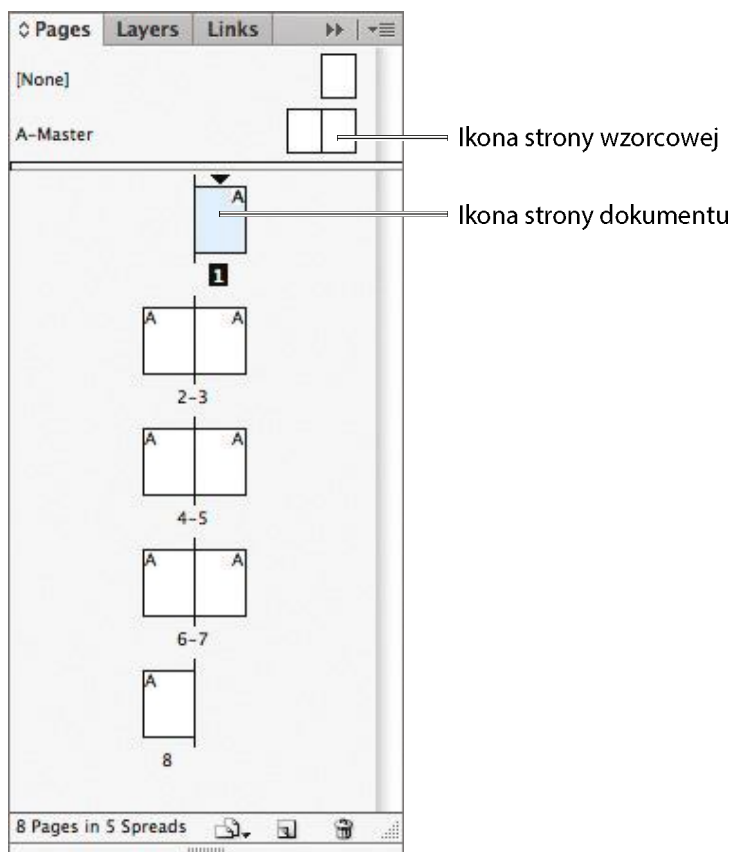 Pages Layers Links
[None]
A-Master
Ikona strony wzorcowej
A
Ikona strony dokumentu
1
A A
2-3
A A
4-5
A A
6-7
A
8
8 Pages in 5 Spreads